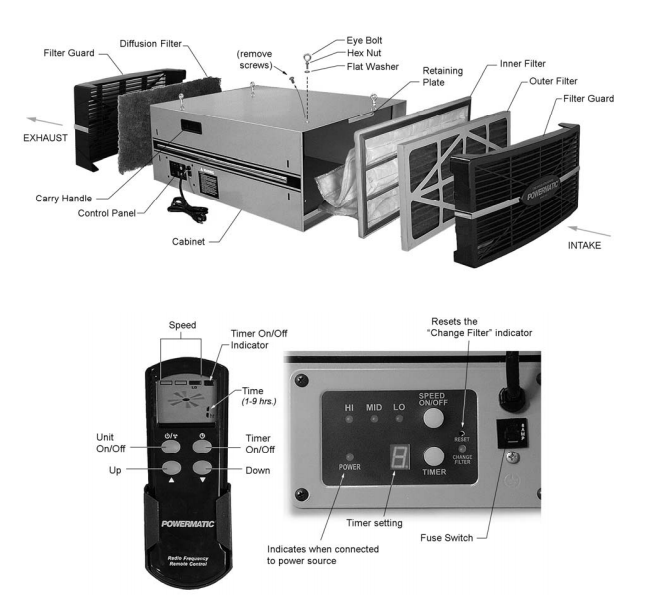 Eye Bolt
Hex Nut
Flat Washer
(remove
screws)
Diffusion Filter
Filter Guard
Retaining
Plate
Inner Filter
Outer Filter
Filter Guard
EXHAUST
POWERMATIC
INTAKE
Carry Handle
Control Panel
Cabinet
Speed
Timer On/Off
Indicator
Time
(1-9 hrs.)
LO
Unit
On/Off
Timer
On/Off
Up
Down
POWERMATIC
Radio Frequency
Remote Control
Resets the
"Change Filter" indicator
SPEED
ON/OFF
HI MID LO
RESET
CHANGE
FILTER
POWER
TIMER
8 AMP
Timer setting
Fuse Switch
Indicates when connected
to power source